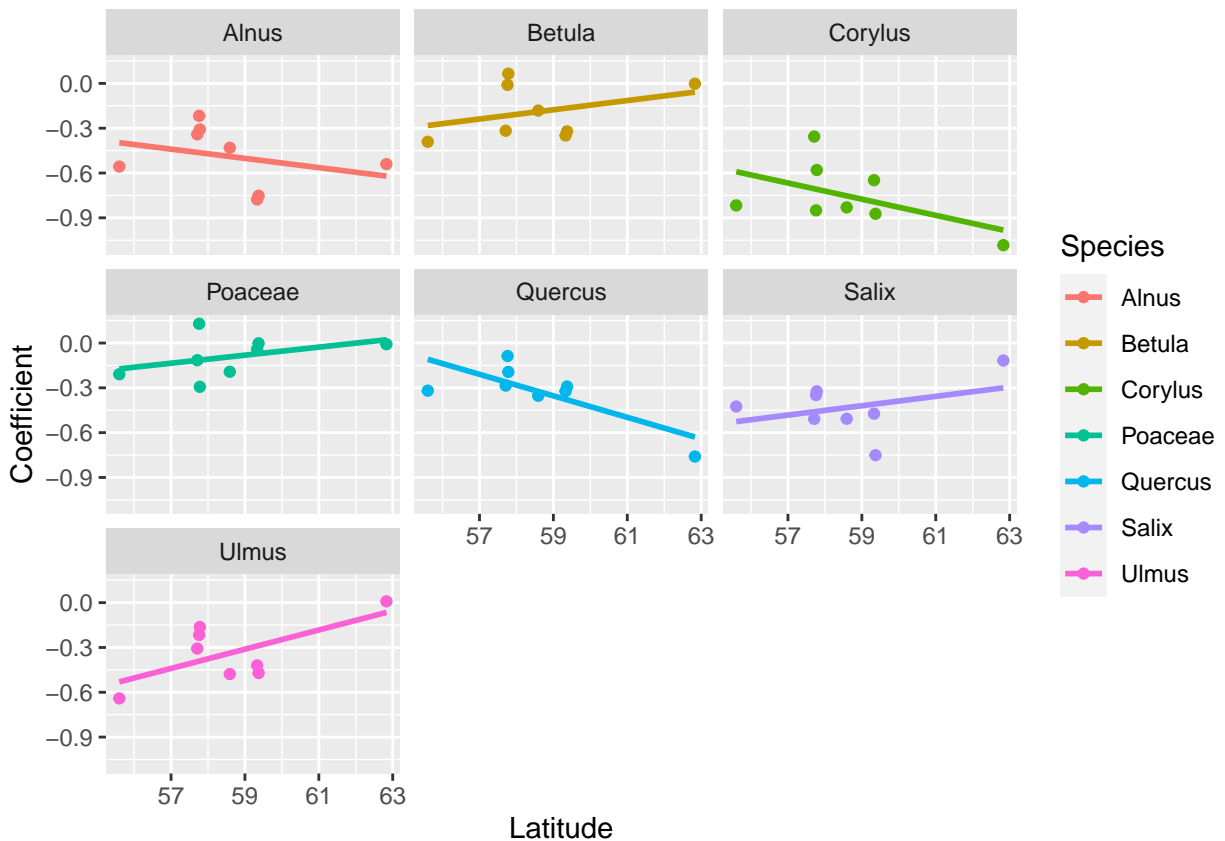 Alnus
Betula
Corylus
0.0
−0.3
−0.6
−0.9
Poaceae
Quercus
Salix
0.0
−0.3
−0.6
−0.9
57 59 61 63
57 59 61 63
Ulmus
0.0
−0.3
−0.6
−0.9
57 59 61 63
Latitude
Coefficient
Species
Alnus
Betula
Corylus
Poaceae
Quercus
Salix
Ulmus